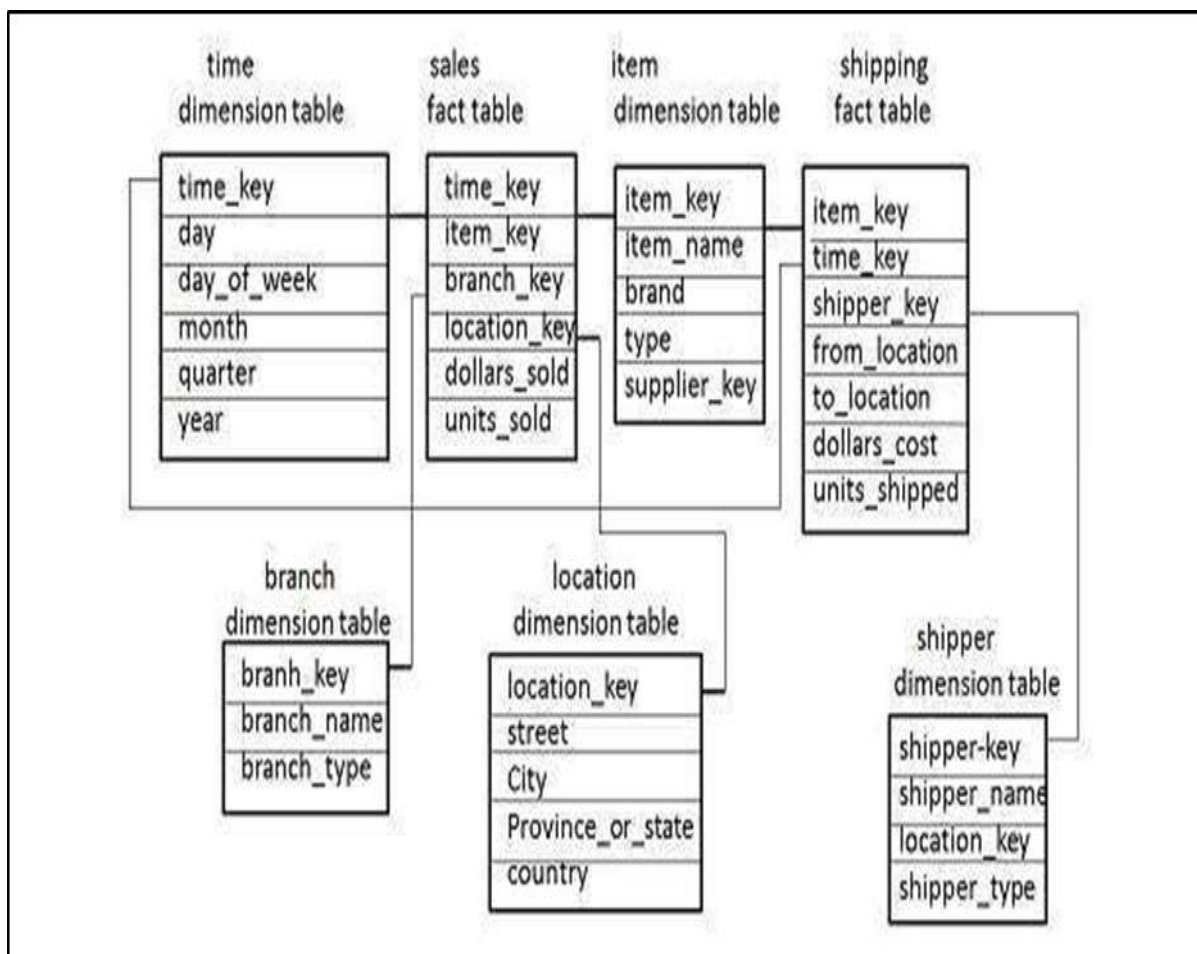 time
dimension table
time_key
day
day_of_week
month
quarter
year
sales
fact table
time_key
item_key
branch_key
location_key
dollars_sold
units_sold
item
dimension table
item_key
item_name
brand
type
supplier_key
shipping
fact table
item_key
time_key
shipper_key
from_location
to_location
dollars_cost
units_shipped
branch
dimension table
branh_key
branch_name
branch_type
location
dimension table
location_key
street
City
Province_or_state
country
shipper
dimension table
shipper-key
shipper_name
location_key
shipper_type